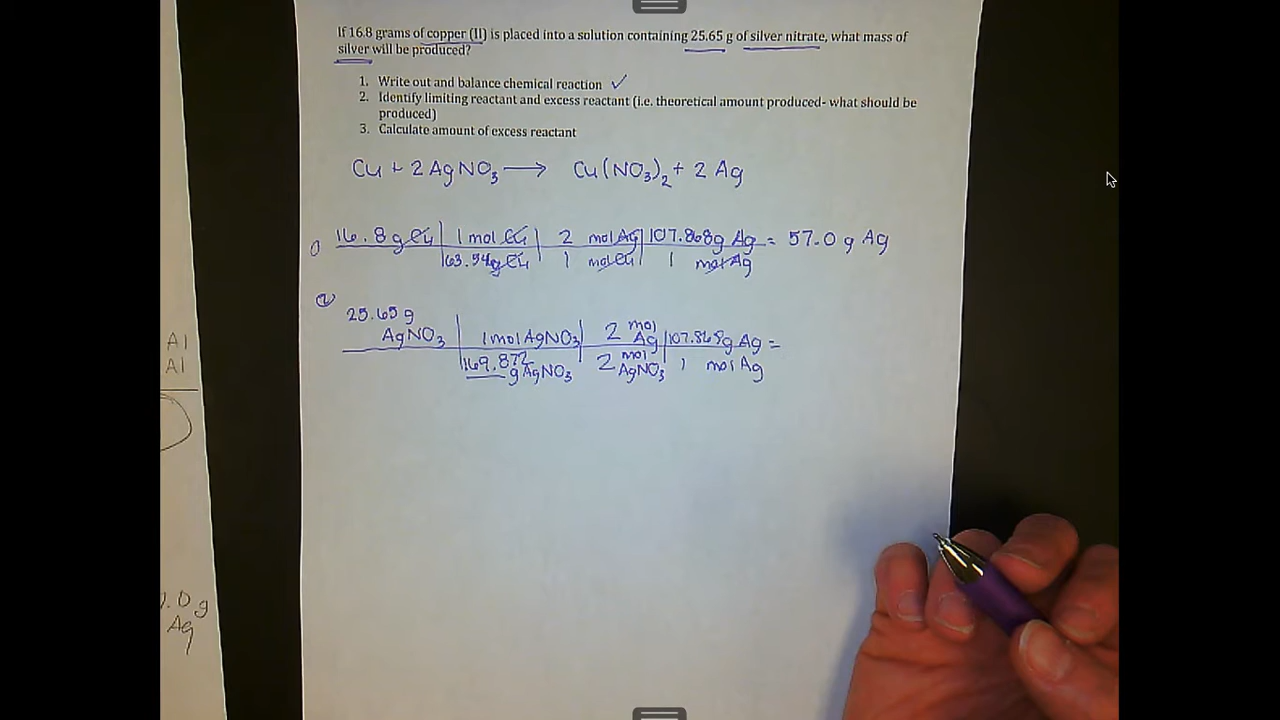 If 16.8 grams of copper (II) is placed into a solution containing 25.65 g of silver nitrate, what mass of
silver will be produced?
1. Write out and balance chemical reaction ✓
2. Identify limiting reactant and excess reactant (i.e. theoretical amount produced- what should be
produced)
3. Calculate amount of excess reactant
Cu + 2 AgNO₃ ⟶ Cu(NO₃)₂ + 2 Ag
1) 16.8 g Cu | 1 mol Cu | 2 mol Ag | 107.868g Ag = 57.0 g Ag
63.546g Cu | 1 mol Cu | 1 mol Ag
2) 25.65 g
AgNO₃ | 1 mol AgNO₃ | 2 mol Ag | 107.868g Ag =
169.872 g AgNO₃ | 2 mol AgNO₃ | 1 mol Ag
Al
Al
.0 g
Ag